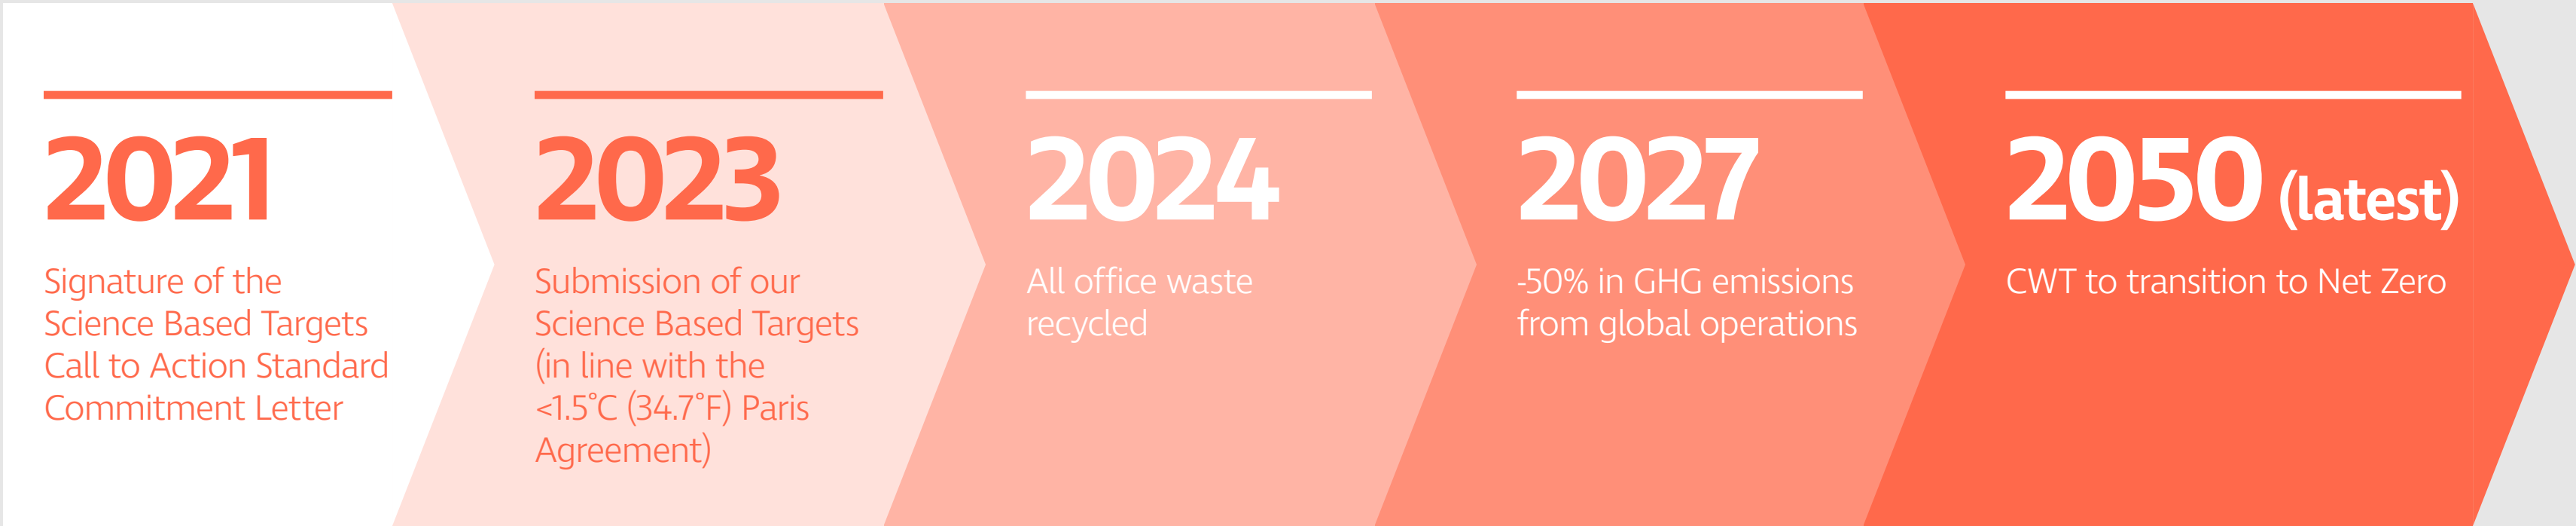 2021
Signature of the
Science Based Targets
Call to Action Standard
Commitment Letter
2023
Submission of our
Science Based Targets
(in line with the
<1.5°C (34.7°F) Paris
Agreement)
2024
All office waste
recycled
2027
-50% in GHG emissions
from global operations
2050 (latest)
CWT to transition to Net Zero